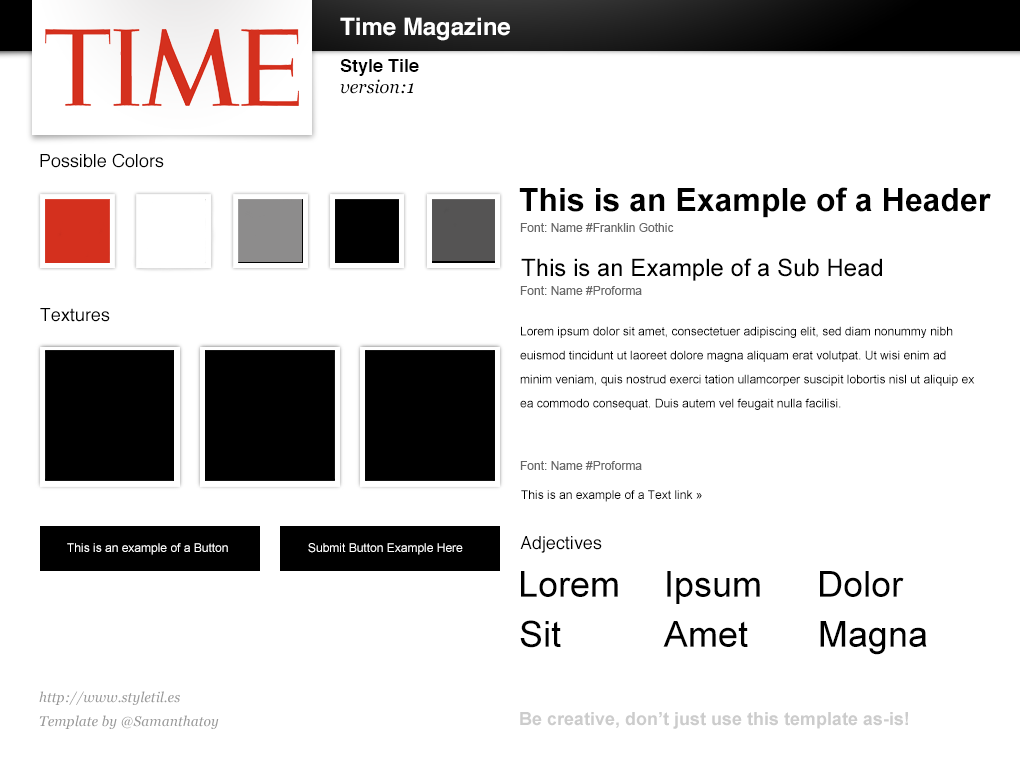 TIME
Time Magazine
Style Tile
version:1
Possible Colors
Textures
This is an example of a Button
Submit Button Example Here
This is an Example of a Header
Font: Name #Franklin Gothic
This is an Example of a Sub Head
Font: Name #Proforma
Lorem ipsum dolor sit amet, consectetuer adipiscing elit, sed diam nonummy nibh
euismod tincidunt ut laoreet dolore magna aliquam erat volutpat. Ut wisi enim ad
minim veniam, quis nostrud exerci tation ullamcorper suscipit lobortis nisl ut aliquip ex
ea commodo consequat. Duis autem vel feugait nulla facilisi.
Font: Name #Proforma
This is an example of a Text link »
Adjectives
Lorem Ipsum Dolor
Sit Amet Magna
http://www.styletil.es
Template by @Samanthatoy
Be creative, don’t just use this template as-is!